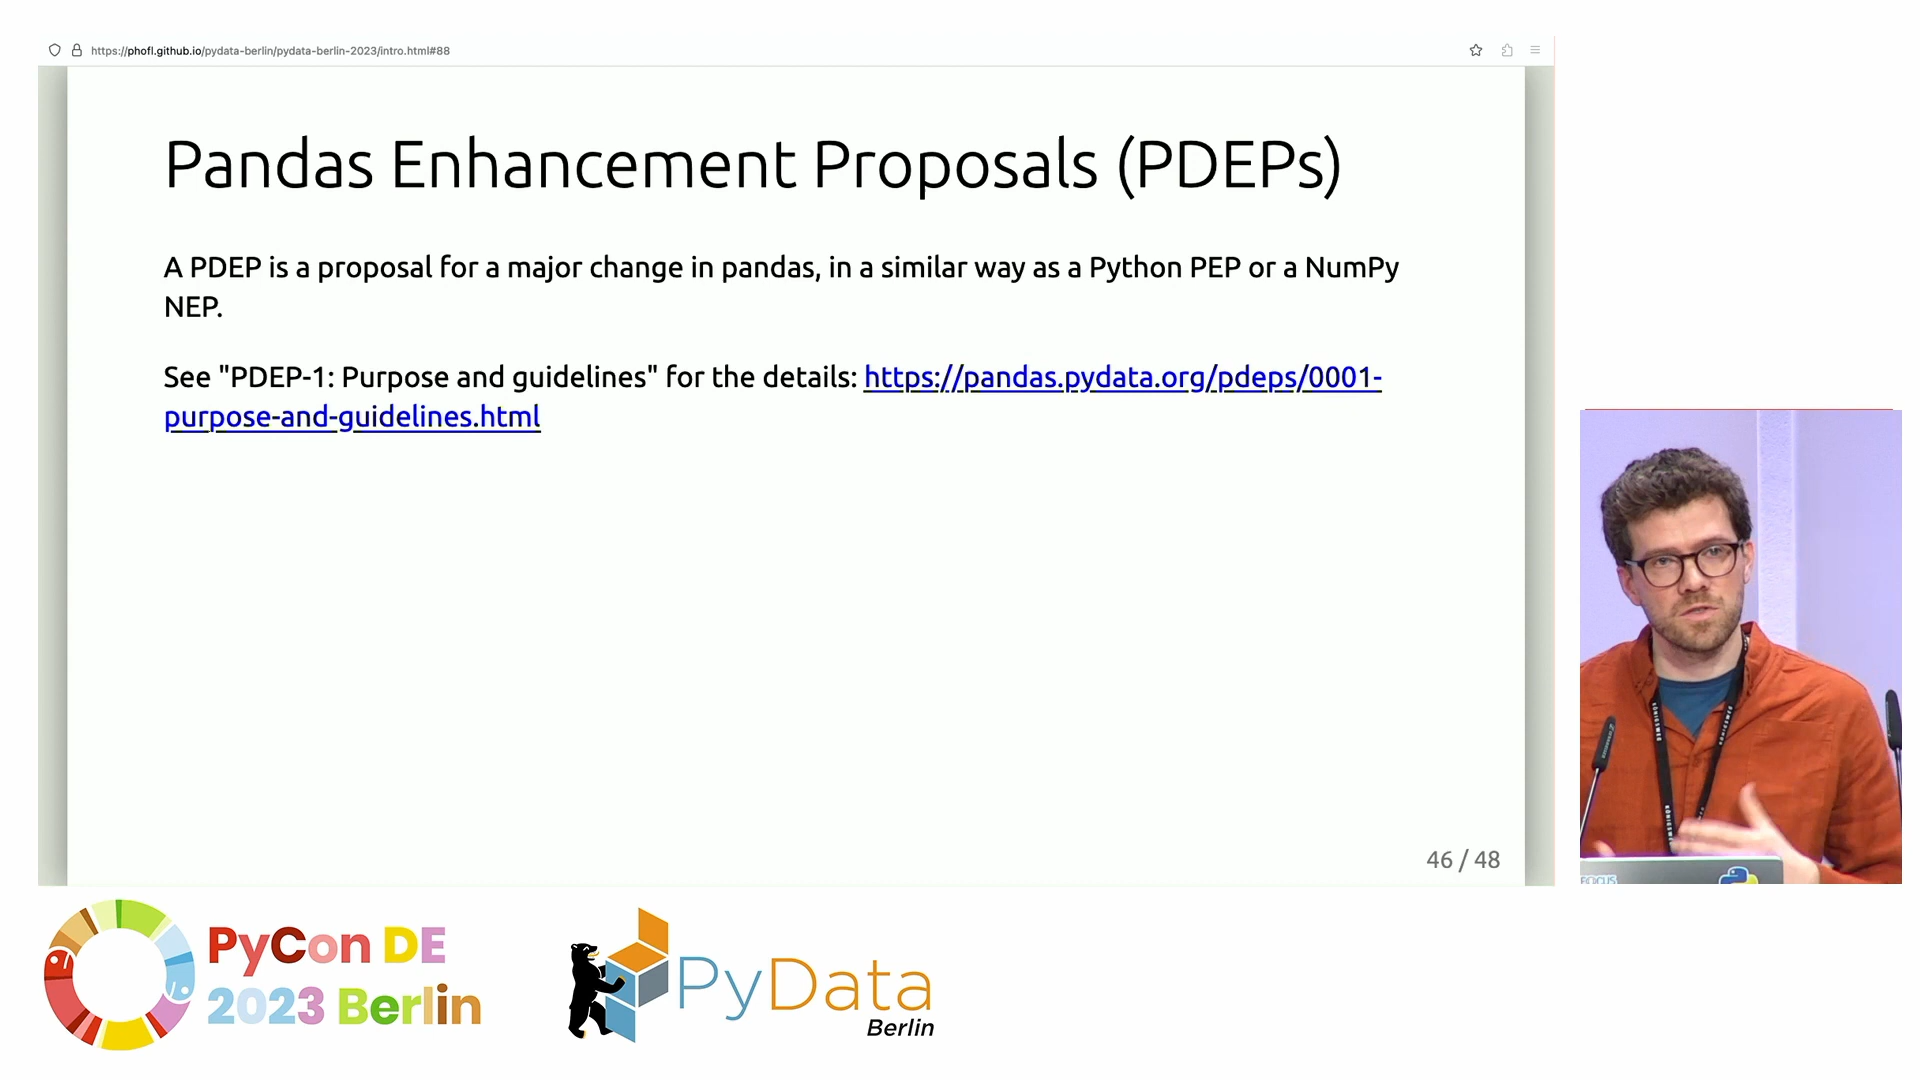 https://phofl.github.io/pydata-berlin/pydata-berlin-2023/intro.html#88
Pandas Enhancement Proposals (PDEPs)
A PDEP is a proposal for a major change in pandas, in a similar way as a Python PEP or a NumPy
NEP.
See "PDEP-1: Purpose and guidelines" for the details: https://pandas.pydata.org/pdeps/0001-
purpose-and-guidelines.html
46 / 48
KÖNIGSWEG
KÖNIGSWEG
FOCUS
PyCon DE
2023 Berlin
PyData
Berlin